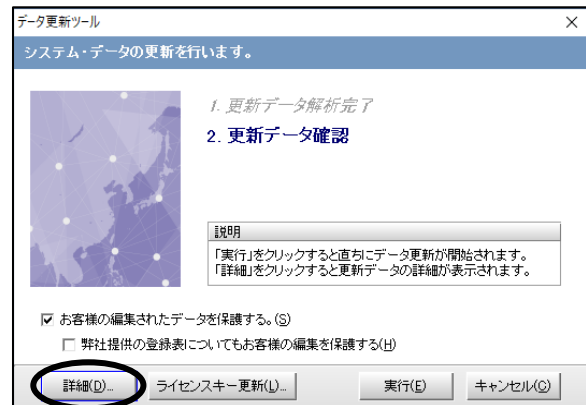 データ更新ツール
システム・データの更新を行います。
1. 更新データ解析完了
2. 更新データ確認
説明
「実行」をクリックすると直ちにデータ更新が開始されます。
「詳細」をクリックすると更新データの詳細が表示されます。
お客様の編集されたデータを保護する。(S)
弊社提供の登録表についてもお客様の編集を保護する(H)
詳細(D)... ライセンスキー更新(L)... 実行(E) キャンセル(C)